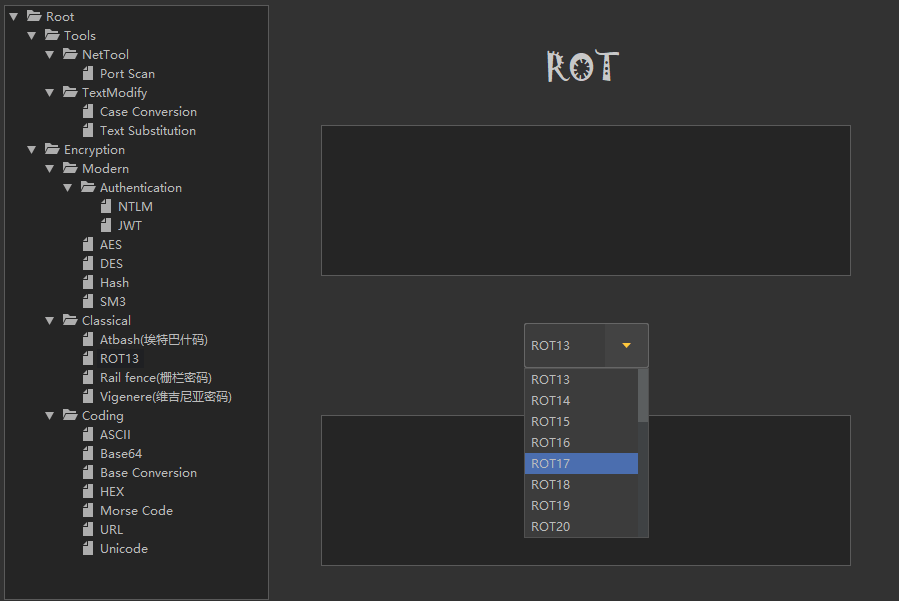 Root
Tools
NetTool
Port Scan
TextModify
Case Conversion
Text Substitution
Encryption
Modern
Authentication
NTLM
JWT
AES
DES
Hash
SM3
Classical
Atbash(埃特巴什码)
ROT13
Rail fence(栅栏密码)
Vigenere(维吉尼亚密码)
Coding
ASCII
Base64
Base Conversion
HEX
Morse Code
URL
Unicode
ROT
ROT13
ROT13
ROT14
ROT15
ROT16
ROT17
ROT18
ROT19
ROT20